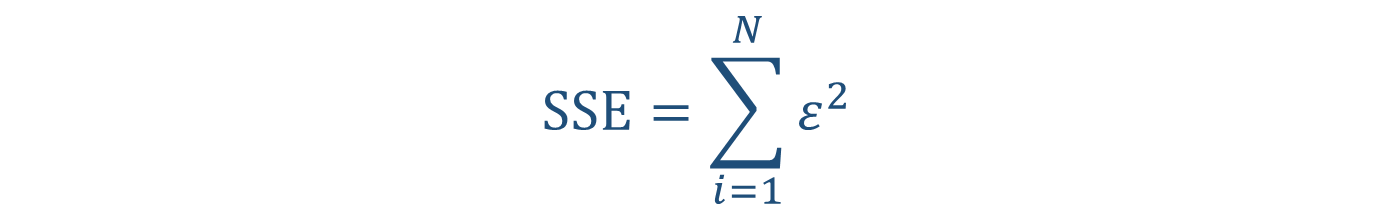 N
SSE = ∑ ε²
i=1